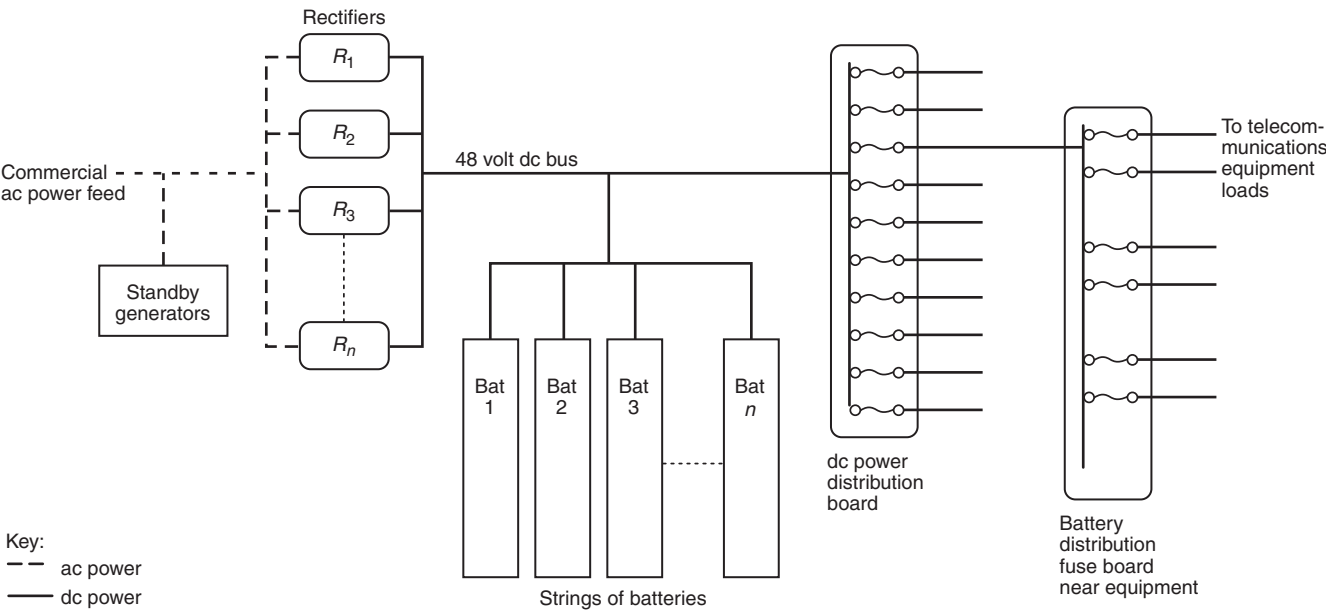 Rectifiers
R1
R2
R3
Rn
Commercial
ac power feed
Standby
generators
48 volt dc bus
Bat
1
Bat
2
Bat
3
Bat
n
Strings of batteries
dc power
distribution
board
To telecom-
munications
equipment
loads
Battery
distribution
fuse board
near equipment
Key:
ac power
dc power